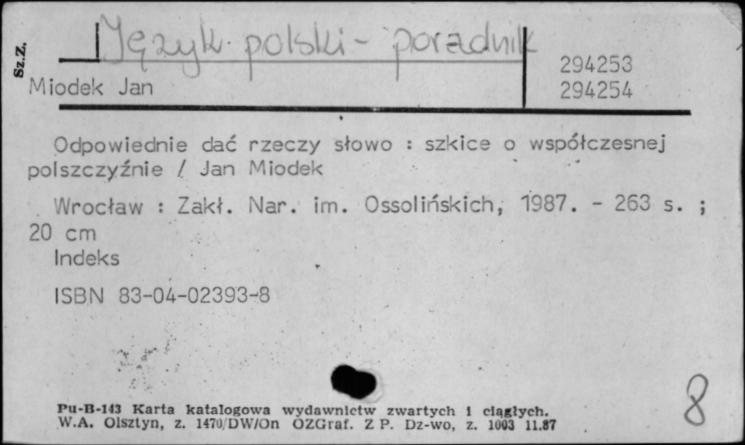 Sz.Z.
Język polski - poradnik
294253
Miodek Jan
294254
Odpowiednie dać rzeczy słowo : szkice o współczesnej
polszczyźnie / Jan Miodek
Wrocław : Zakł. Nar. im. Ossolińskich, 1987. - 263 s. ;
20 cm
Indeks
ISBN 83-04-02393-8
8
Pu-B-143 Karta katalogowa wydawnictw zwartych i ciągłych.
W.A. Olsztyn, z. 1470/DW/On OZGraf. Z P. Dz-wo, z. 1003 11.87